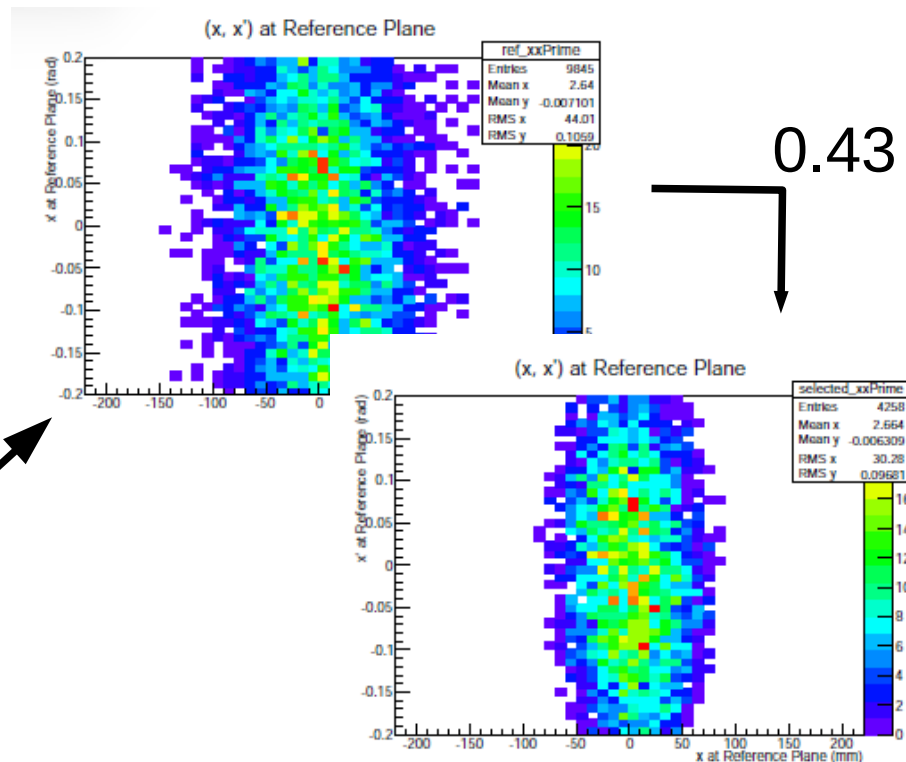 (x, x') at Reference Plane
ref_xxPrime
Entries 9845
Mean x 2.64
Mean y -0.007101
RMS x 44.01
RMS y 0.1059
x' at Reference Plane (rad)
0.2
0.15
0.1
0.05
0
-0.05
-0.1
-0.15
-0.2
-200 -150 -100 -50 0
20
15
10
5
0.43
(x, x') at Reference Plane
selected_xxPrime
Entries 4258
Mean x 2.664
Mean y -0.006309
RMS x 30.28
RMS y 0.09681
x' at Reference Plane (rad)
0.2
0.15
0.1
0.05
0
-0.05
-0.1
-0.15
-0.2
-200 -150 -100 -50 0 50 100 150 200
x at Reference Plane (mm)
16
14
12
10
8
6
4
2
0